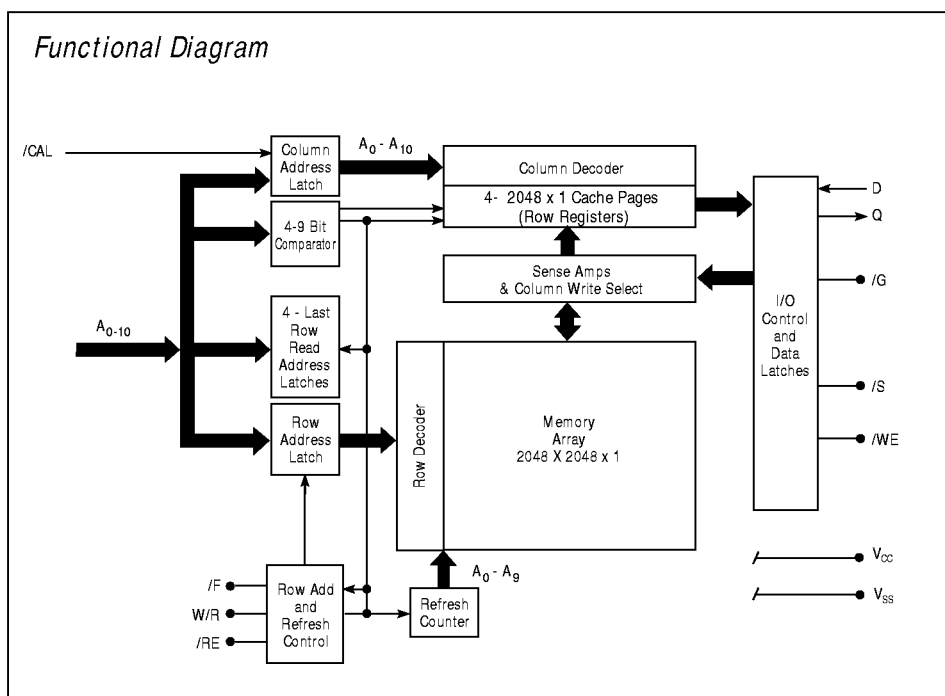 Functional Diagram
/CAL
Column
Address
Latch
A0 - A10
Column Decoder
4- 2048 x 1 Cache Pages
(Row Registers)
D
Q
4-9 Bit
Comparator
Sense Amps
& Column Write Select
/G
I/O
Control
and
Data
Latches
A0-10
4 - Last
Row
Read
Address
Latches
/S
Row
Address
Latch
Row Decoder
Memory
Array
2048 X 2048 x 1
/WE
A0 - A9
VCC
/F
W/R
/RE
Row Add
and
Refresh
Control
Refresh
Counter
VSS